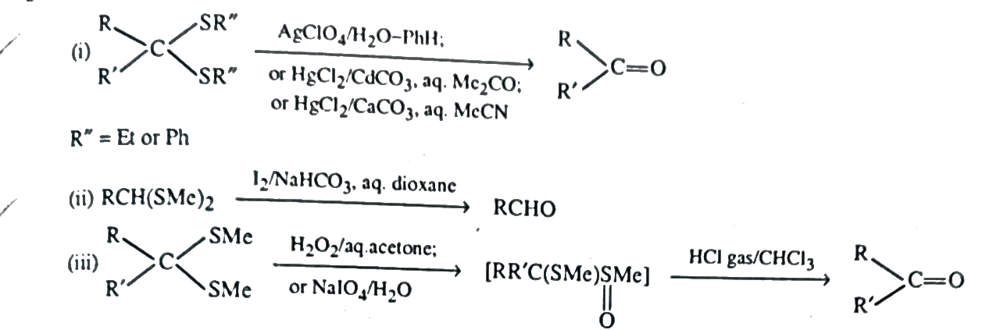 R SR″ AgClO₄/H₂O–PhH; R
(i) C C=O
R′ SR″ or HgCl₂/CdCO₃, aq. Me₂CO; R′
or HgCl₂/CaCO₃, aq. MeCN
R″ = Et or Ph
(ii) RCH(SMe)₂ I₂/NaHCO₃, aq. dioxane RCHO
R SMe H₂O₂/aq.acetone; HCl gas/CHCl₃ R
(iii) C [RR′C(SMe)SMe] C=O
R′ SMe or NaIO₄/H₂O O R′